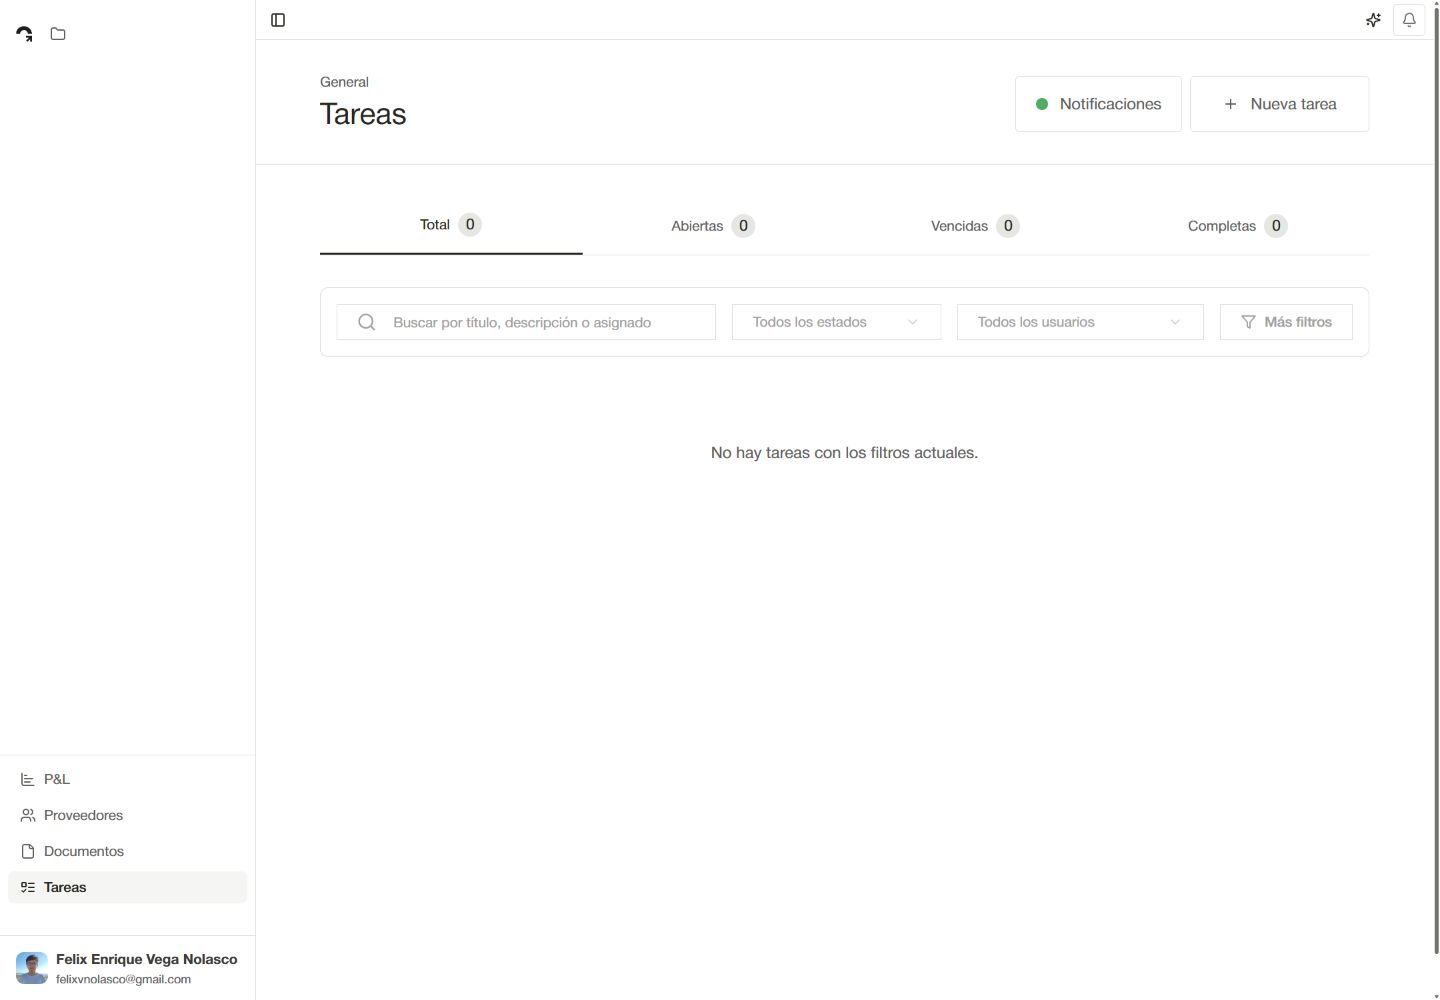 General
Tareas
Notificaciones
Nueva tarea
Total 0
Abiertas 0
Vencidas 0
Completas 0
Buscar por título, descripción o asignado
Todos los estados
Todos los usuarios
Más filtros
No hay tareas con los filtros actuales.
P&L
Proveedores
Documentos
Tareas
Felix Enrique Vega Nolasco
felixvnolasco@gmail.com